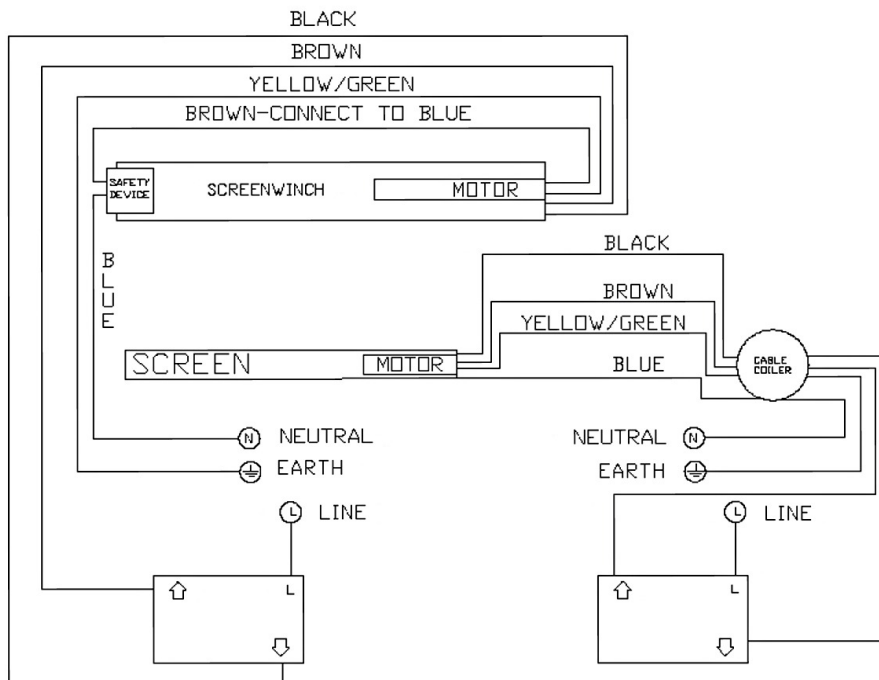 BLACK
BROWN
YELLOW/GREEN
BROWN-CONNECT TO BLUE
SAFETY
DEVICE
SCREENWINCH
MOTOR
BLUE
BLACK
BROWN
YELLOW/GREEN
SCREEN
MOTOR
BLUE
CABLE
COILER
N NEUTRAL
NEUTRAL N
EARTH
EARTH
L LINE
L LINE
L
L